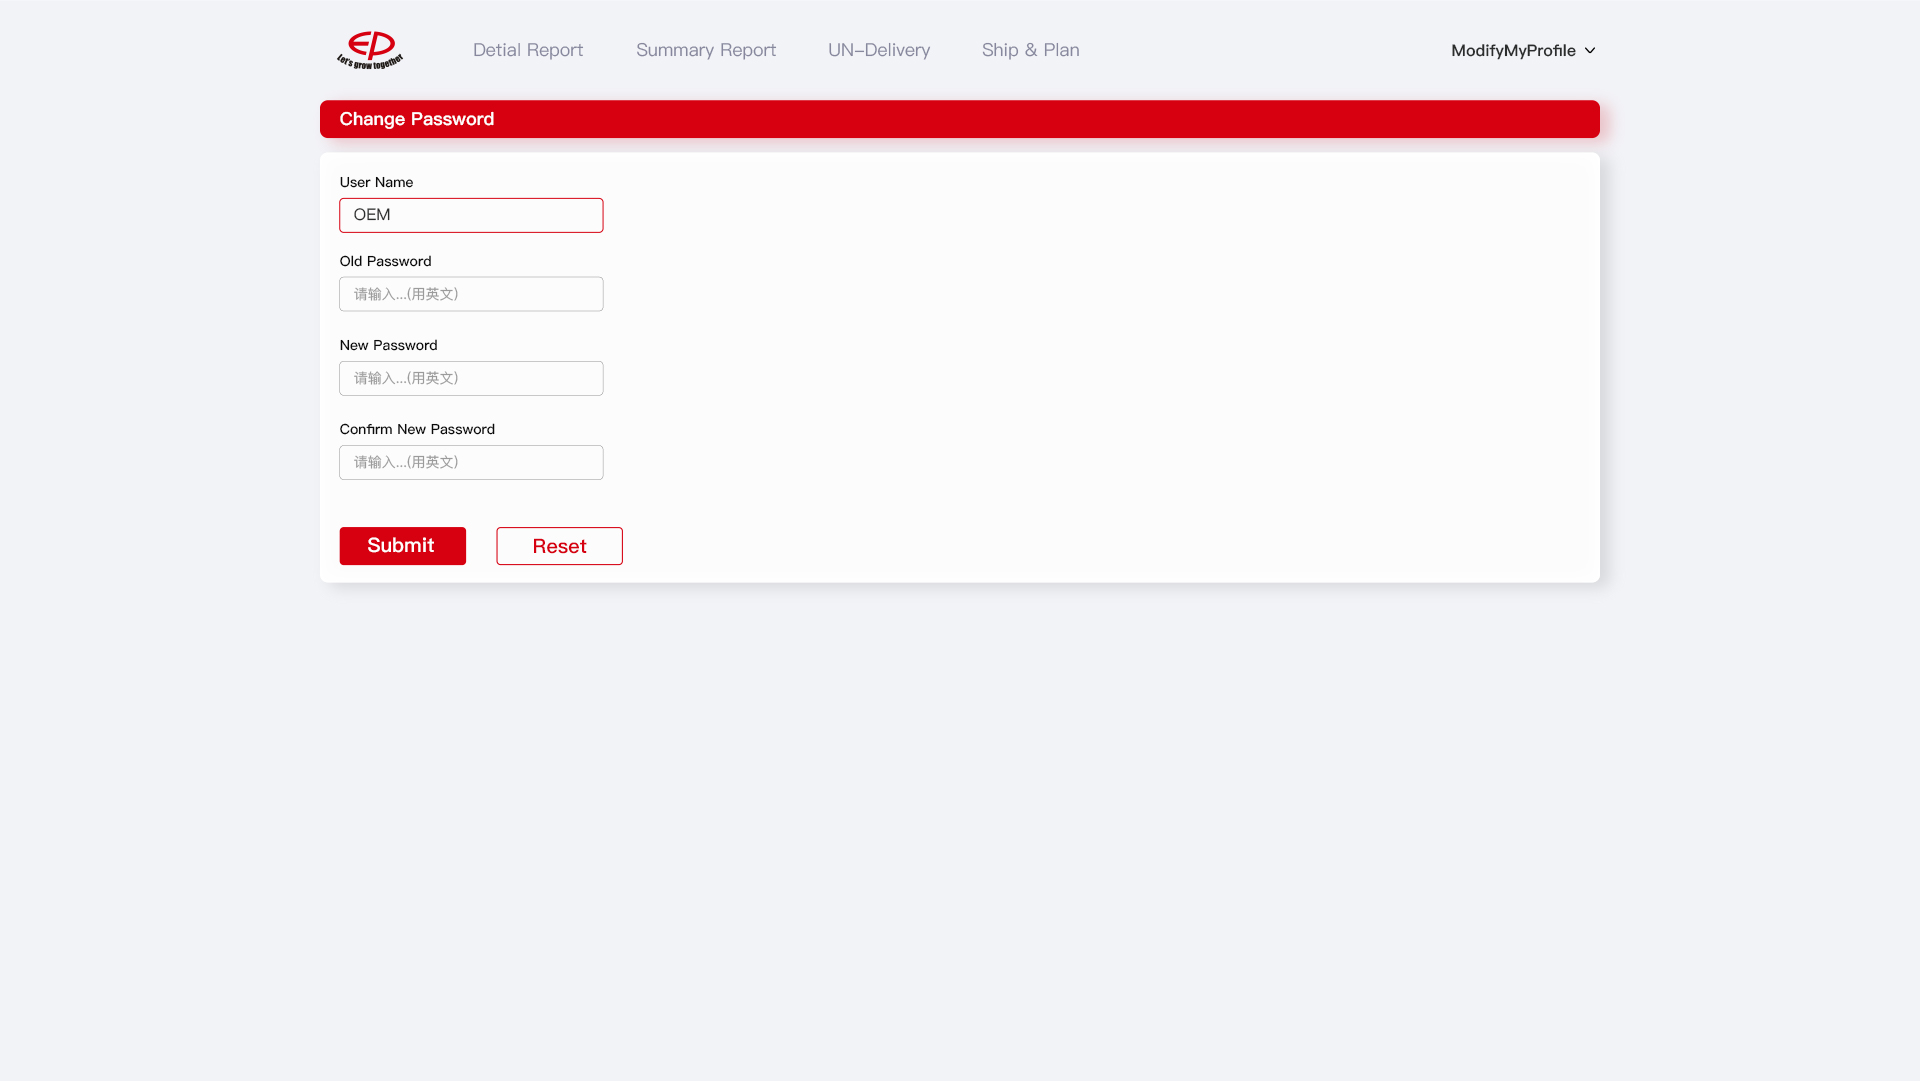 EP
Let's grow together
Detial Report
Summary Report
UN-Delivery
Ship & Plan
ModifyMyProfile
Change Password
User Name
OEM
Old Password
请输入...(用英文)
New Password
请输入...(用英文)
Confirm New Password
请输入...(用英文)
Submit
Reset